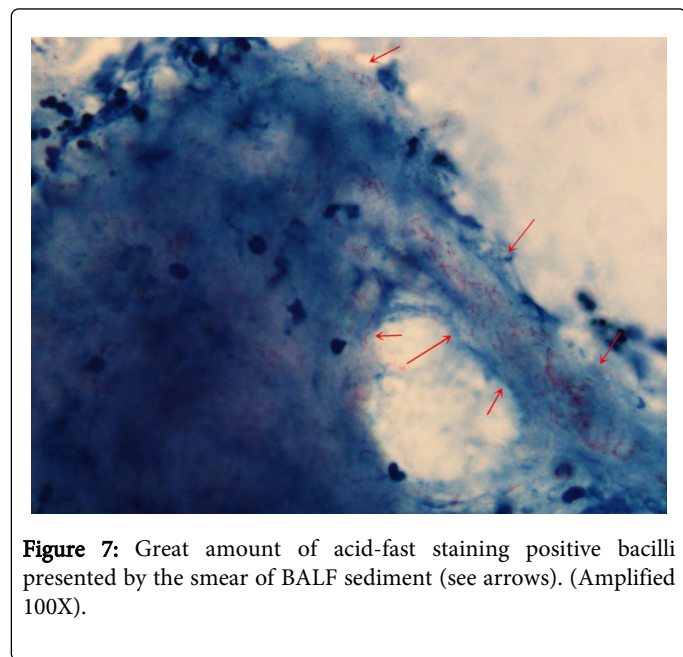 Figure 7: Great amount of acid-fast staining positive bacilli
presented by the smear of BALF sediment (see arrows). (Amplified
100X).